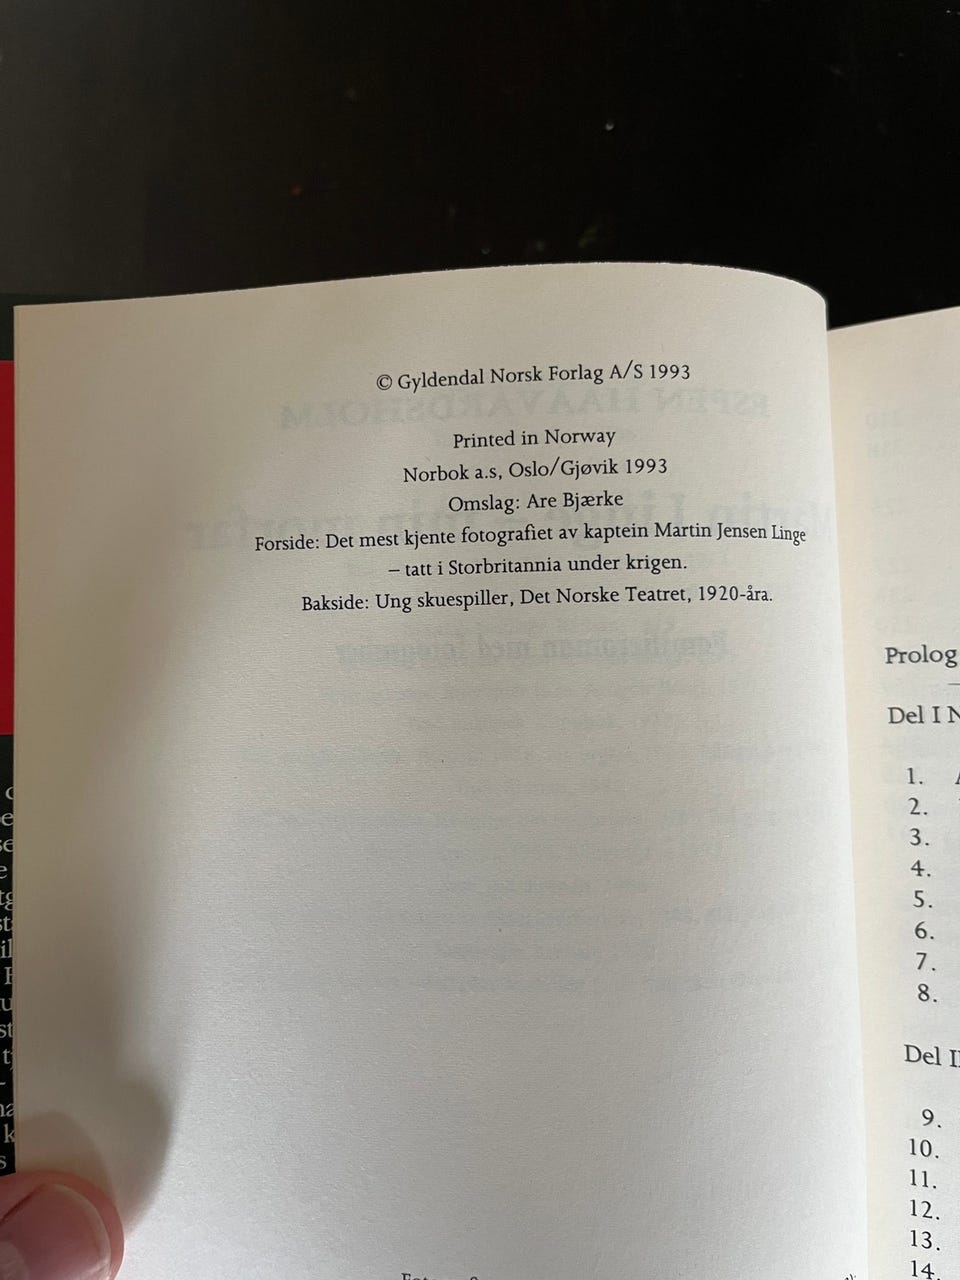 © Gyldendal Norsk Forlag A/S 1993
Printed in Norway
Norbok a.s, Oslo/Gjøvik 1993
Omslag: Are Bjærke
Forside: Det mest kjente fotografiet av kaptein Martin Jensen Linge
– tatt i Storbritannia under krigen.
Bakside: Ung skuespiller, Det Norske Teatret, 1920-åra.
Prolog
Del I
1.
2.
3.
4.
5.
6.
7.
8.
Del
9.
10.
11.
12.
13.
14.